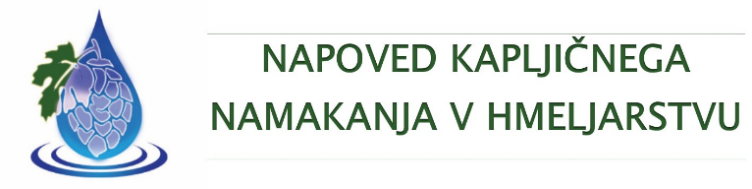 NAPOVED KAPLJIČNEGA
NAMAKANJA V HMELJARSTVU